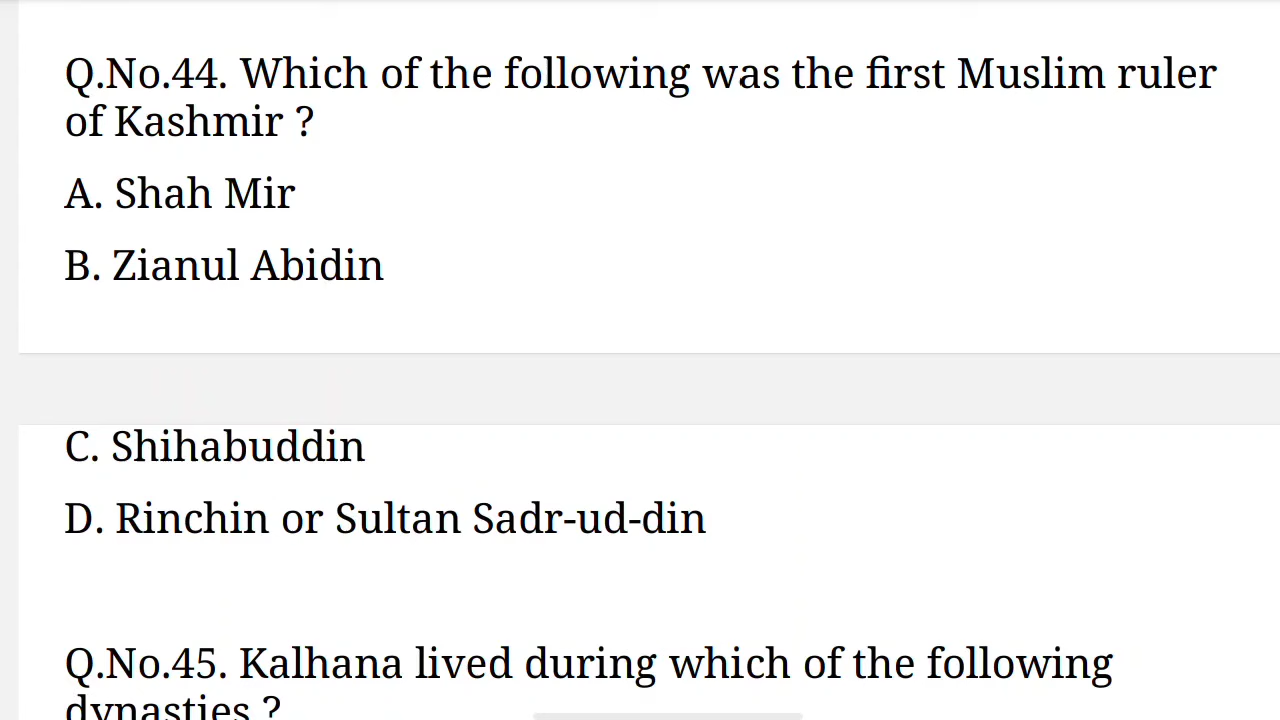 Q.No.44. Which of the following was the first Muslim ruler
of Kashmir ?
A. Shah Mir
B. Zianul Abidin
C. Shihabuddin
D. Rinchin or Sultan Sadr-ud-din
Q.No.45. Kalhana lived during which of the following
dynasties ?